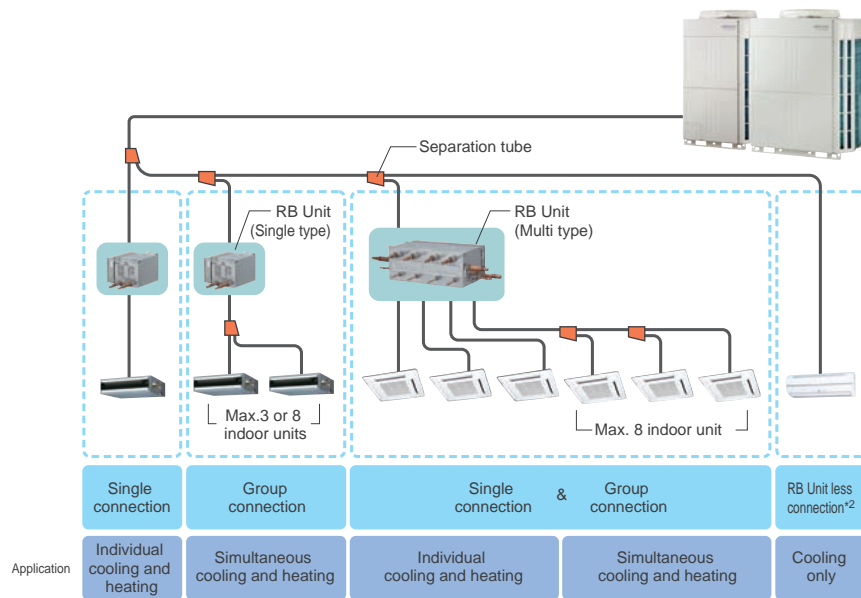 Separation tube
RB Unit
(Single type)
RB Unit
(Multi type)
Max.3 or 8
indoor units
Max. 8 indoor unit
Single
connection
Group
connection
Single
connection
&
Group
connection
RB Unit less
connection*2
Application
Individual
cooling and
heating
Simultaneous
cooling and heating
Individual
cooling and heating
Simultaneous
cooling and heating
Cooling
only